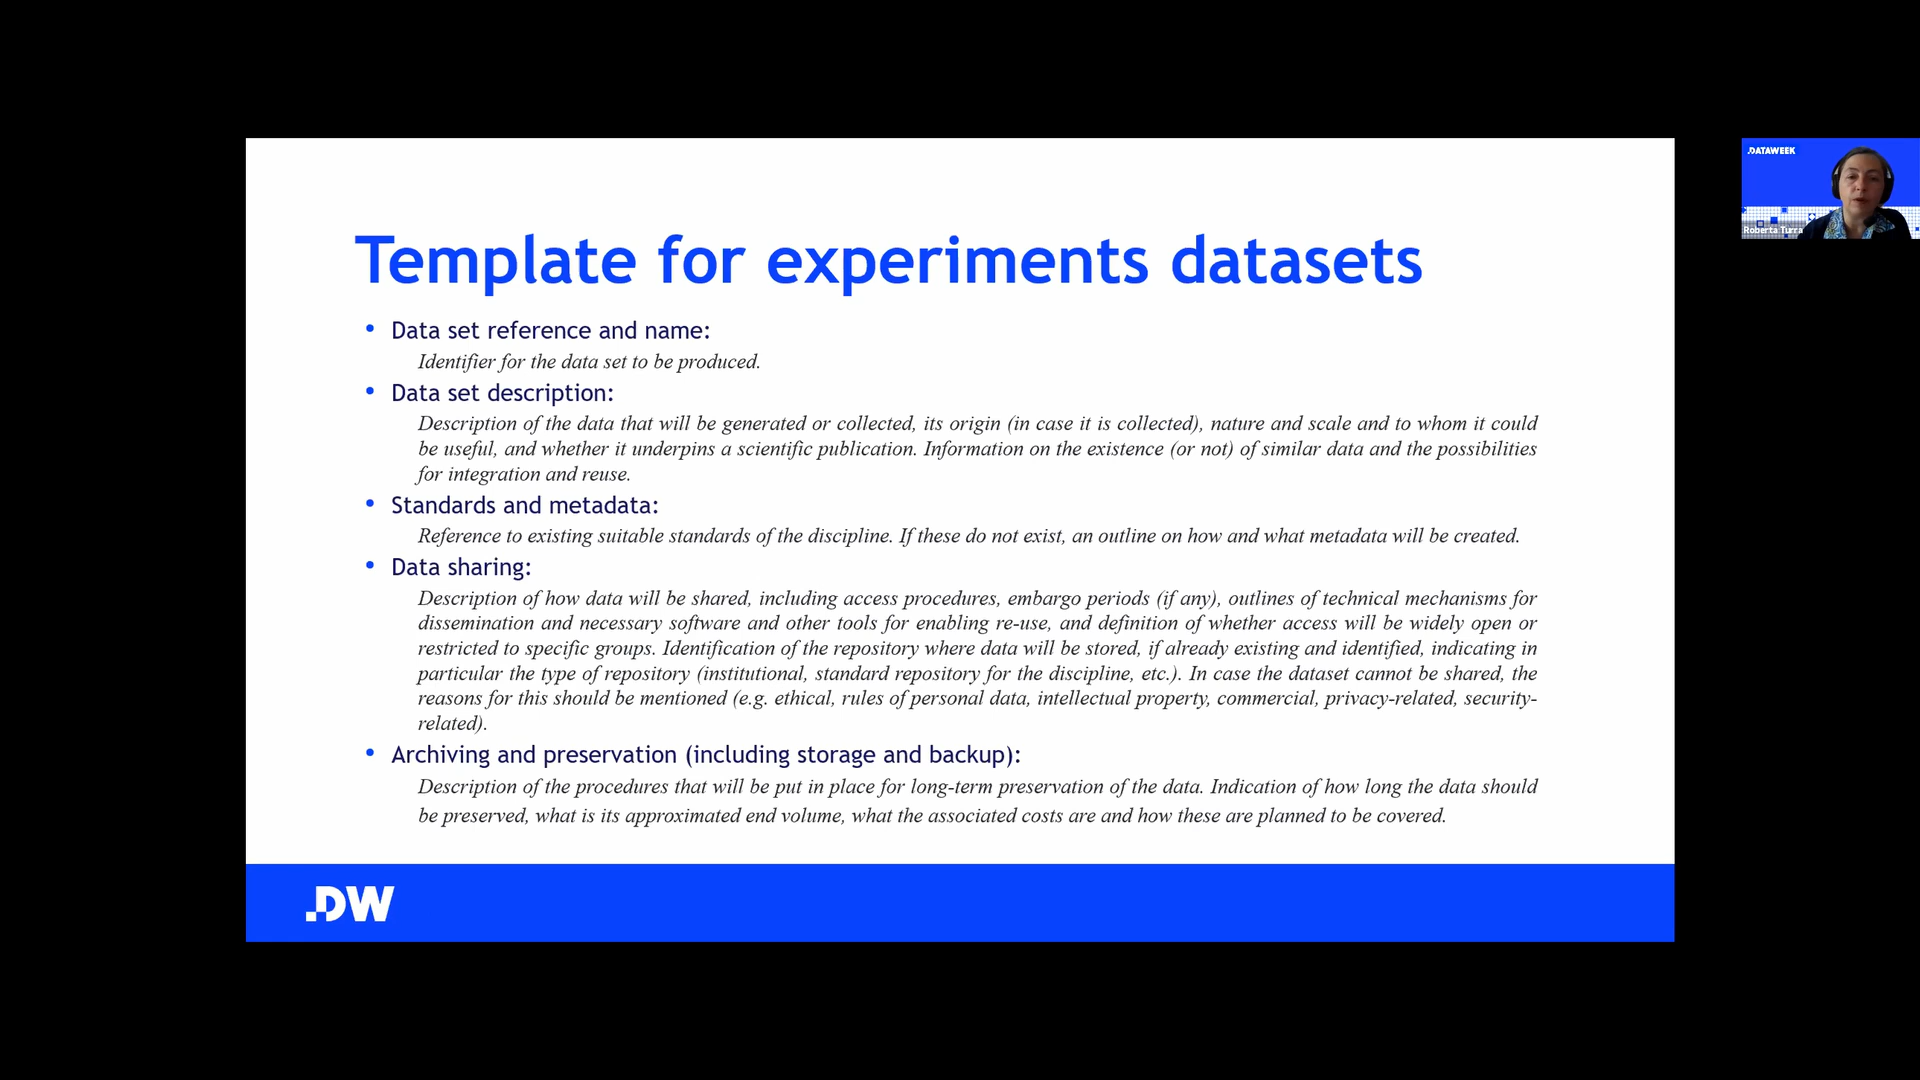 Template for experiments datasets
• Data set reference and name:
Identifier for the data set to be produced.
• Data set description:
Description of the data that will be generated or collected, its origin (in case it is collected), nature and scale and to whom it could
be useful, and whether it underpins a scientific publication. Information on the existence (or not) of similar data and the possibilities
for integration and reuse.
• Standards and metadata:
Reference to existing suitable standards of the discipline. If these do not exist, an outline on how and what metadata will be created.
• Data sharing:
Description of how data will be shared, including access procedures, embargo periods (if any), outlines of technical mechanisms for
dissemination and necessary software and other tools for enabling re-use, and definition of whether access will be widely open or
restricted to specific groups. Identification of the repository where data will be stored, if already existing and identified, indicating in
particular the type of repository (institutional, standard repository for the discipline, etc.). In case the dataset cannot be shared, the
reasons for this should be mentioned (e.g. ethical, rules of personal data, intellectual property, commercial, privacy-related, security-
related).
• Archiving and preservation (including storage and backup):
Description of the procedures that will be put in place for long-term preservation of the data. Indication of how long the data should
be preserved, what is its approximated end volume, what the associated costs are and how these are planned to be covered.
.DW
.DATAWEEK
Roberta Turra